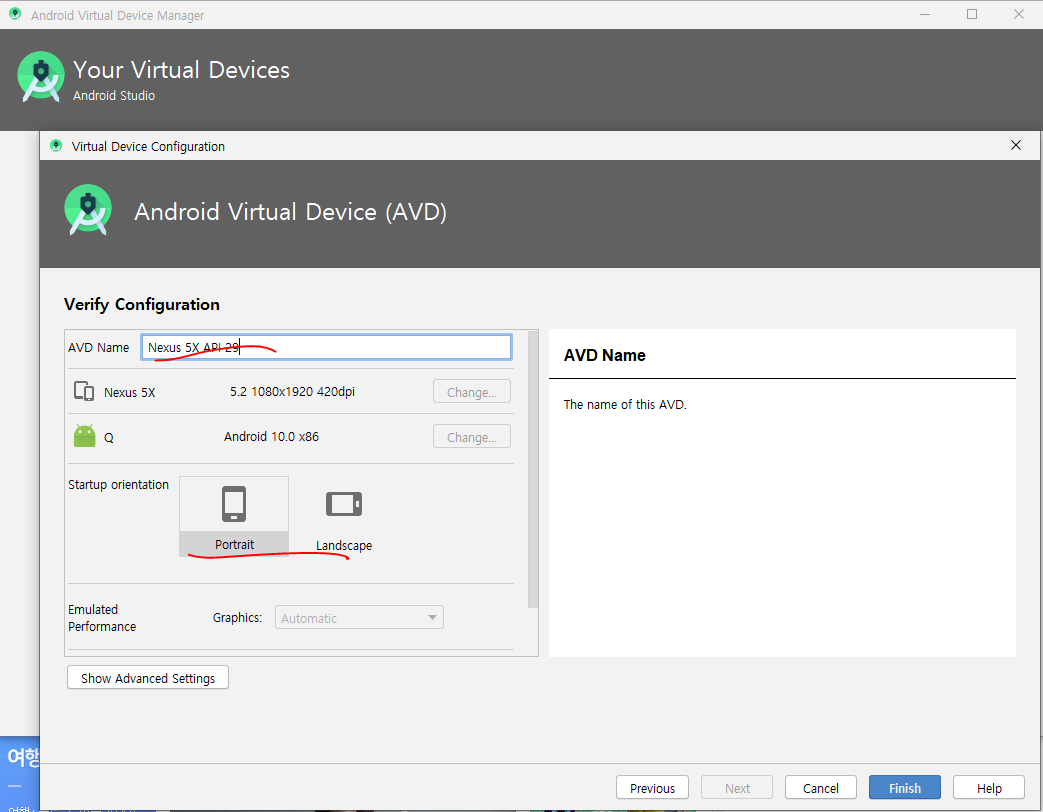 Android Virtual Device Manager
Your Virtual Devices
Android Studio
Virtual Device Configuration
Android Virtual Device (AVD)
Verify Configuration
AVD Name Nexus 5X API 29
Nexus 5X 5.2 1080x1920 420dpi Change...
Q Android 10.0 x86 Change...
Startup orientation
Portrait Landscape
Emulated
Performance
Graphics: Automatic
Show Advanced Settings
AVD Name
The name of this AVD.
여행
Previous Next Cancel Finish Help